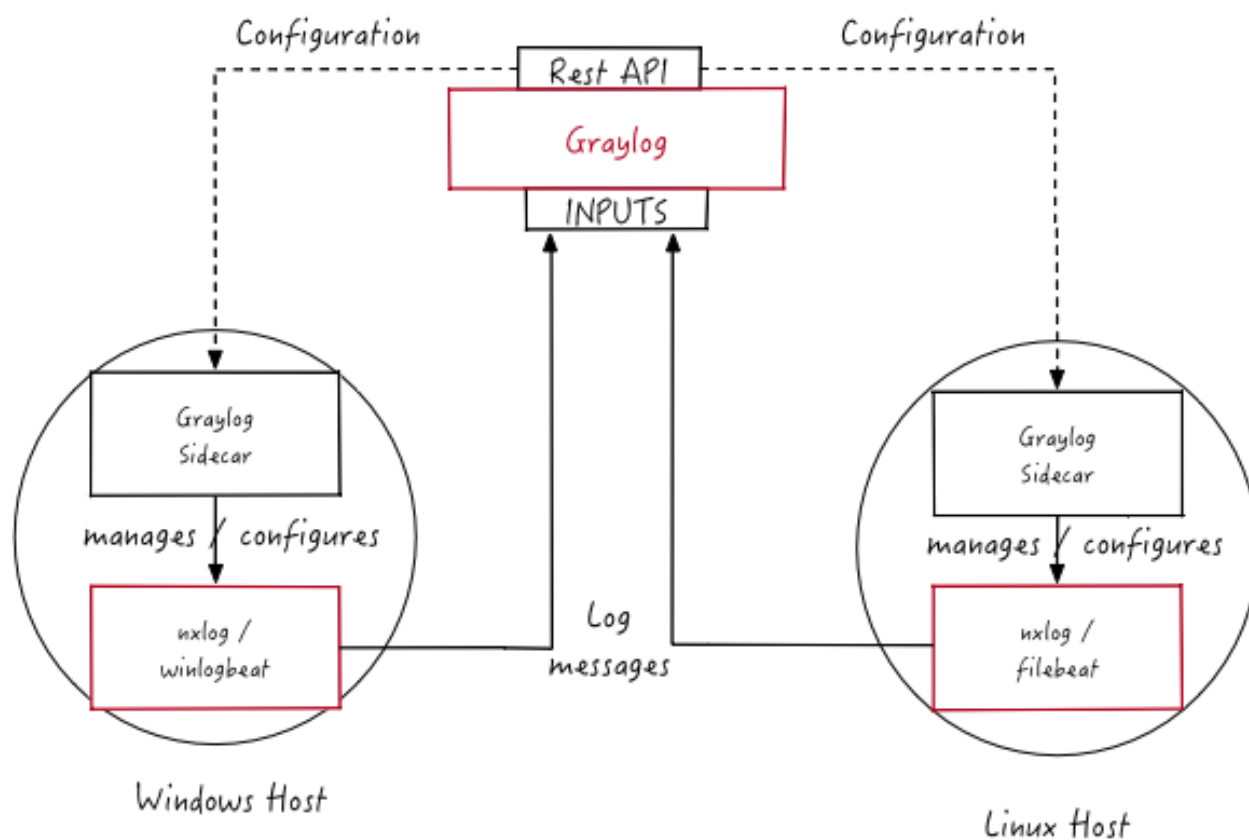 Configuration
Configuration
Rest API
Graylog
INPUTS
Graylog
Sidecar
manages / configures
nxlog /
winlogbeat
Windows Host
Log
messages
Graylog
Sidecar
manages / configures
nxlog /
filebeat
Linux Host